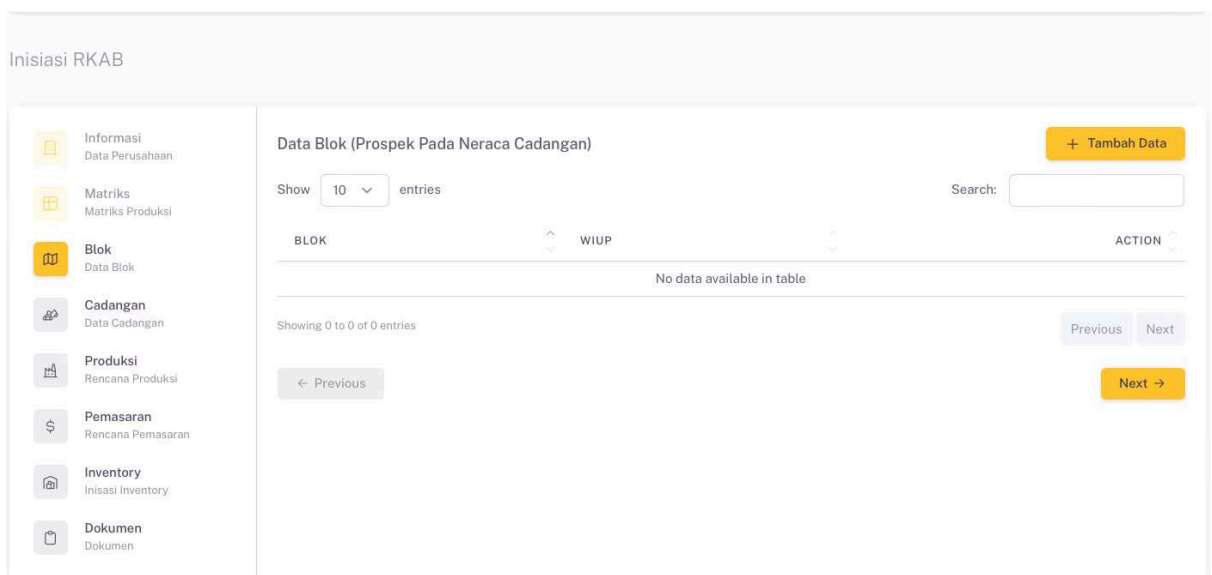 Inisiasi RKAB
Informasi
Data Perusahaan
Matriks
Matriks Produksi
Blok
Data Blok
Cadangan
Data Cadangan
Produksi
Rencana Produksi
Pemasaran
Rencana Pemasaran
Inventory
Inisasi Inventory
Dokumen
Dokumen
Data Blok (Prospek Pada Neraca Cadangan)
+ Tambah Data
Show 10 entries
Search:
BLOK WIUP ACTION
No data available in table
Showing 0 to 0 of 0 entries
Previous Next
← Previous
Next →